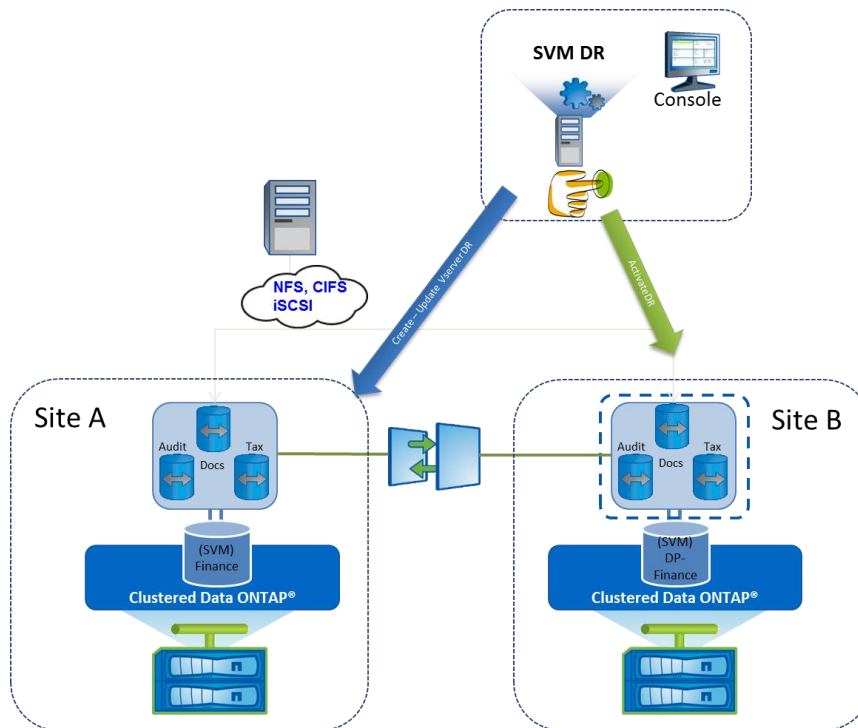 SVM DR
Console
NFS, CIFS
iSCSI
Create – Update VserverDR
ActivateDR
Site A
Audit
Docs
Tax
(SVM)
Finance
Clustered Data ONTAP®
Site B
Audit
Docs
Tax
(SVM)
DP-
Finance
Clustered Data ONTAP®